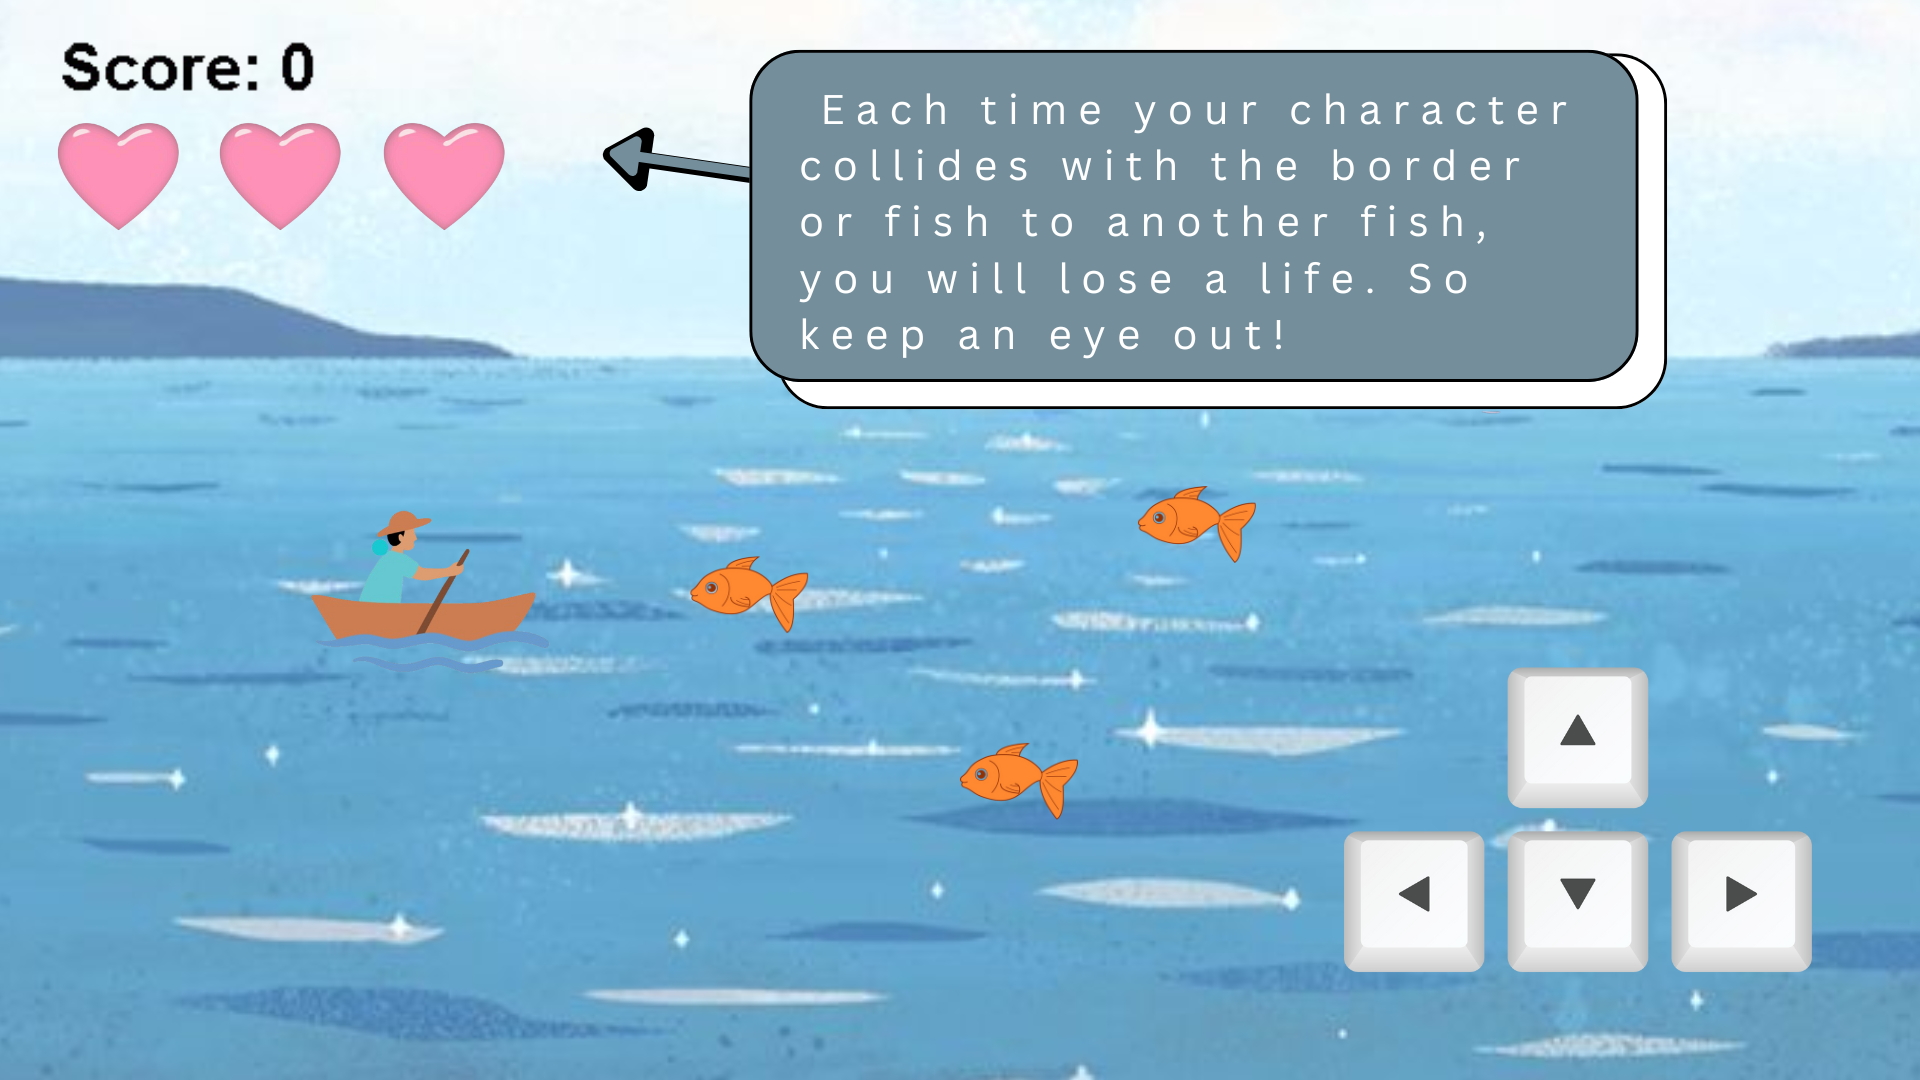 Score: 0
Each time your character
collides with the border
or fish to another fish,
you will lose a life. So
keep an eye out!